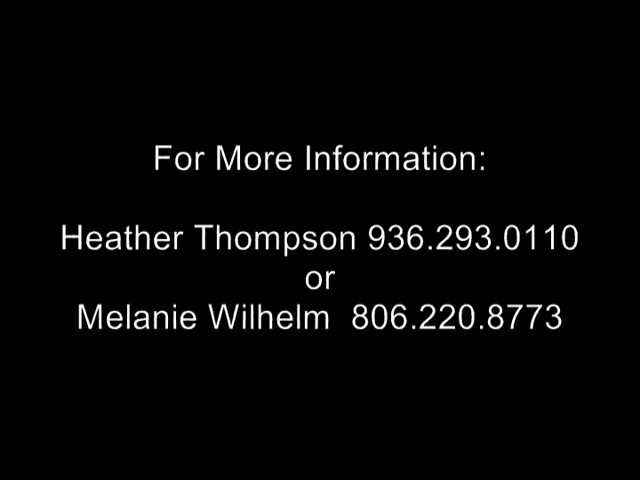 For More Information:
Heather Thompson 936.293.0110
or
Melanie Wilhelm  806.220.8773